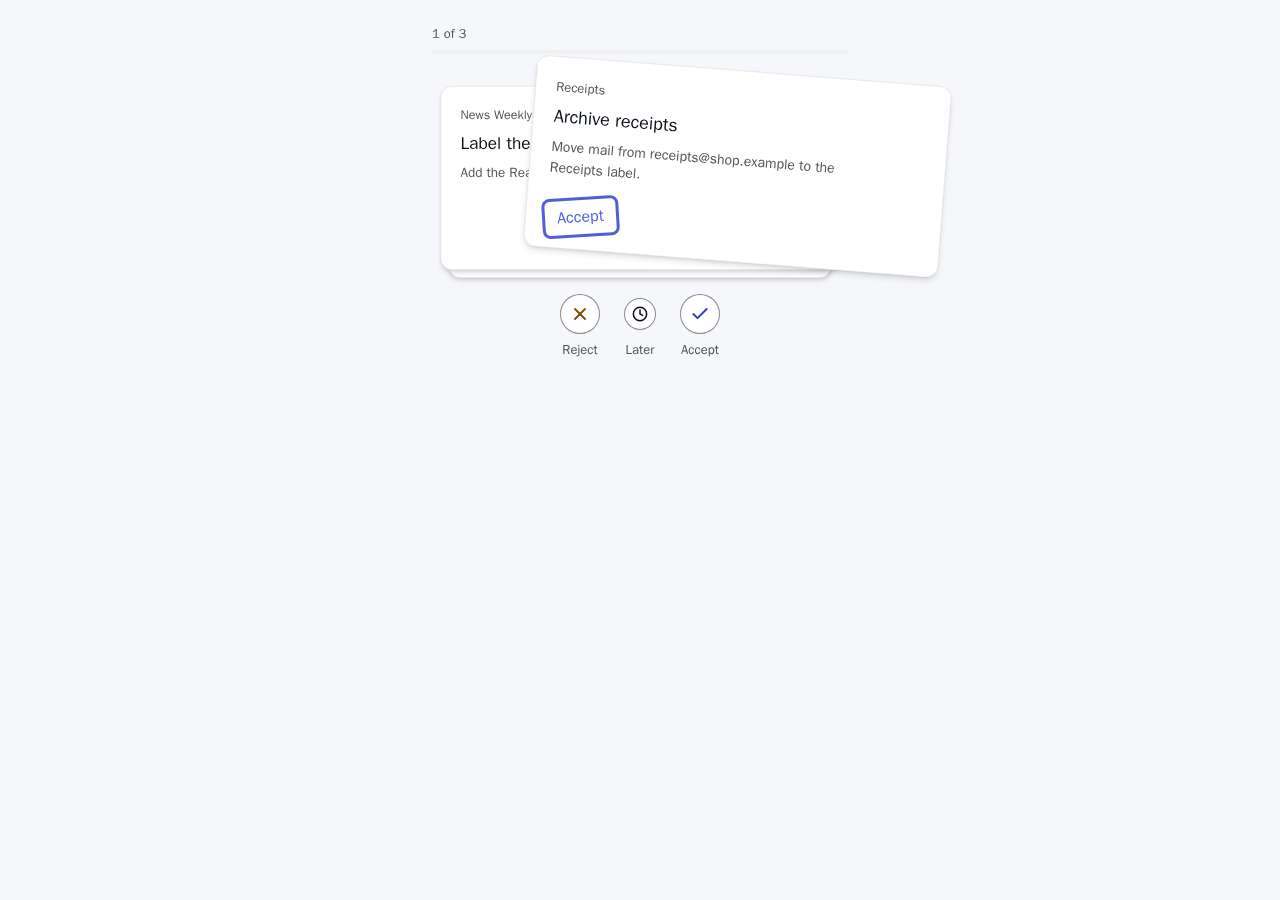 1 of 3
Receipts
Archive receipts
Move mail from receipts@shop.example to the
Receipts label.
Accept
News Weekly
Label the
Add the
Reject
Later
Accept